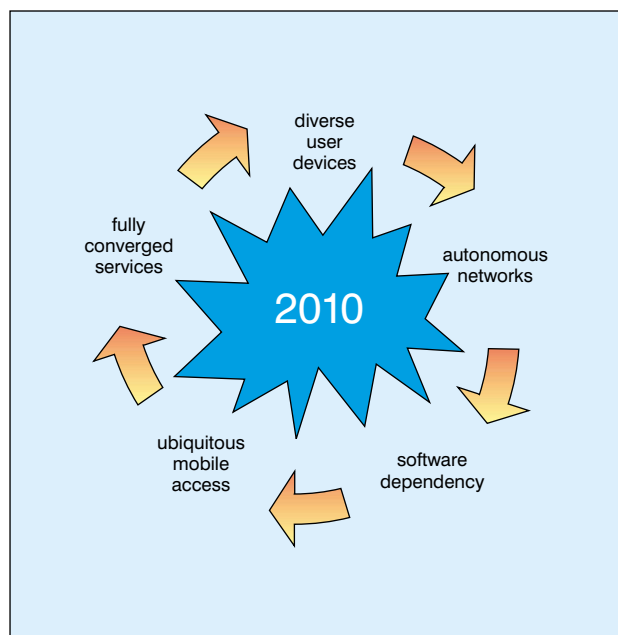 diverse
user
devices
autonomous
networks
software
dependency
ubiquitous
mobile
access
fully
converged
services
2010